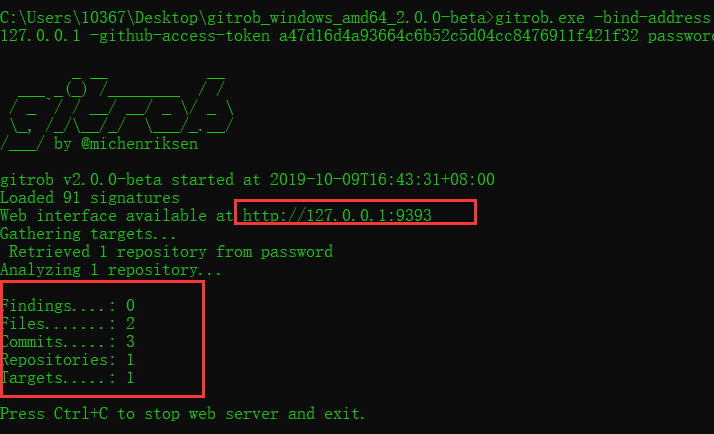 C:\Users\10367\Desktop\gitrob_windows_amd64_2.0.0-beta>gitrob.exe -bind-address
127.0.0.1 -github-access-token a47d16d4a93664c6b52c5d04cc8476911f421f32 password
gitrob
by @michenriksen
gitrob v2.0.0-beta started at 2019-10-09T16:43:31+08:00
Loaded 91 signatures
Web interface available at http://127.0.0.1:9393
Gathering targets...
Retrieved 1 repository from password
Analyzing 1 repository...
Findings....: 0
Files.......: 2
Commits.....: 3
Repositories: 1
Targets.....: 1
Press Ctrl+C to stop web server and exit.